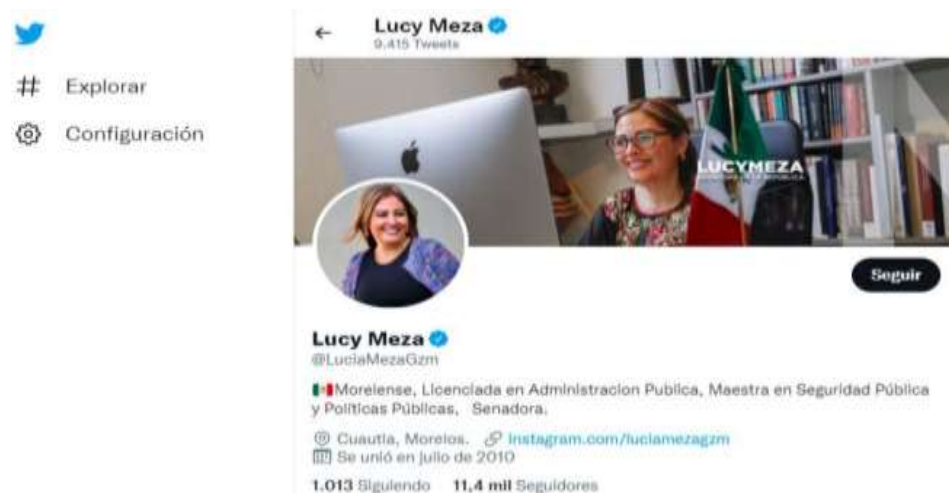 Lucy Meza
9.415 Tweets
# Explorar
Configuración
LUCYMEZA
Seguir
Lucy Meza
@LuciaMezaGzm
Morelense, Licenciada en Administracion Publica, Maestra en Seguridad Pública
y Políticas Públicas, Senadora.
Cuautla, Morelos. instagram.com/luciamezagzm
Se unió en julio de 2010
1.013 Siguiendo 11,4 mil Seguidores